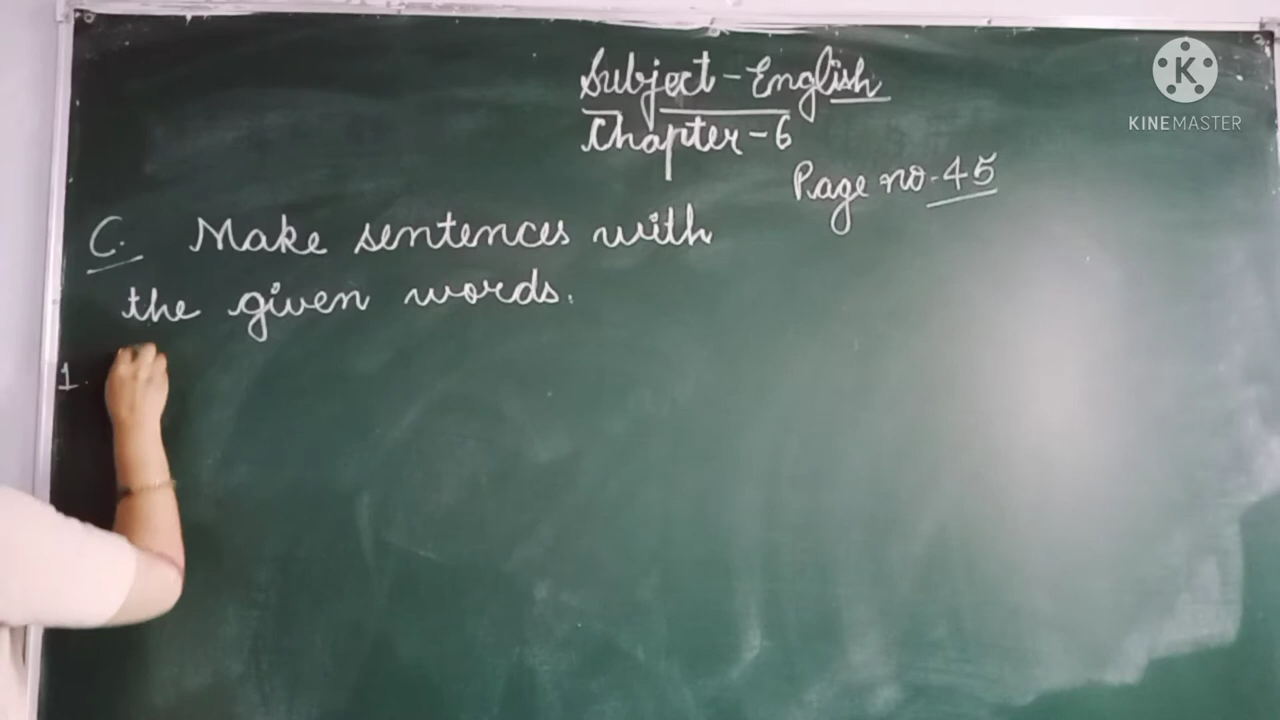 Subject - English
Chapter - 6
Page no. - 45
C. Make sentences with
the given words.
1.
K
KINEMASTER